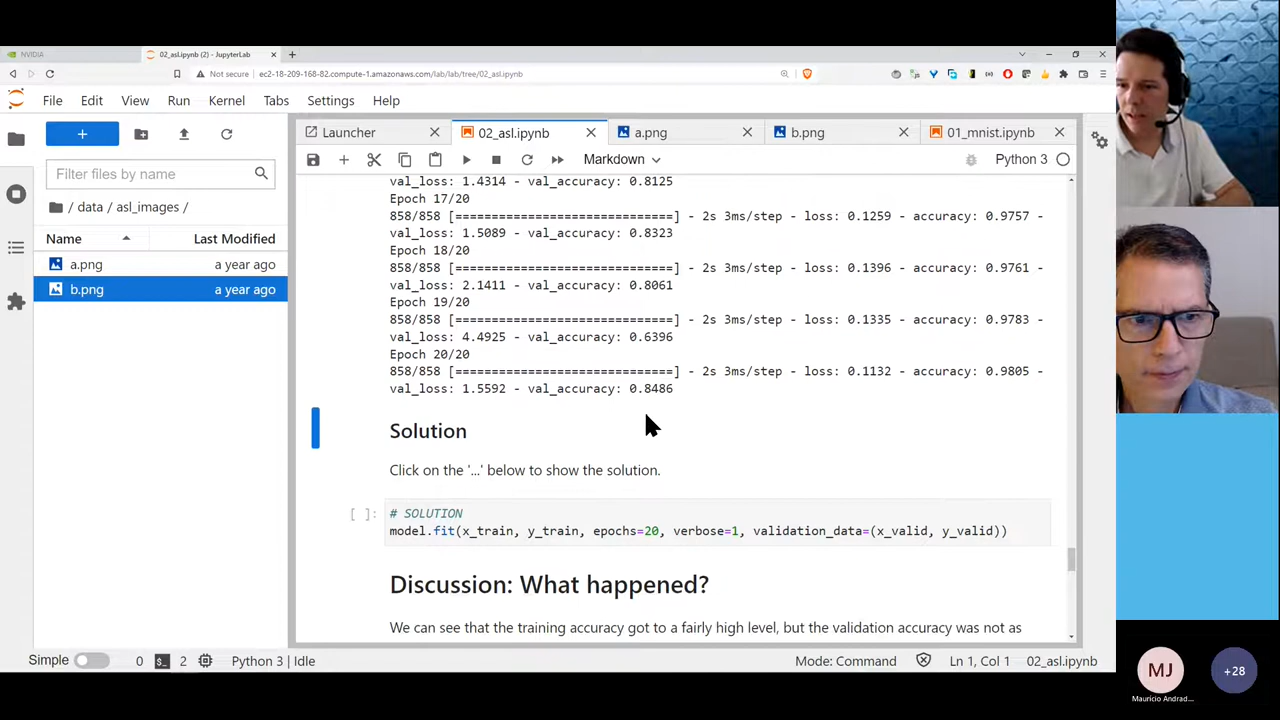 NVIDIA
02_asl.ipynb (2) - JupyterLab
Not secure
ec2-18-209-168-82.compute-1.amazonaws.com/lab/lab/tree/02_asl.ipynb
File Edit View Run Kernel Tabs Settings Help
Launcher
02_asl.ipynb
a.png
b.png
01_mnist.ipynb
Markdown
Python 3
Filter files by name
/ data / asl_images /
Name Last Modified
a.png a year ago
b.png a year ago
val_loss: 1.4314 - val_accuracy: 0.8125
Epoch 17/20
858/858 [==============================] - 2s 3ms/step - loss: 0.1259 - accuracy: 0.9757 -
val_loss: 1.5089 - val_accuracy: 0.8323
Epoch 18/20
858/858 [==============================] - 2s 3ms/step - loss: 0.1396 - accuracy: 0.9761 -
val_loss: 2.1411 - val_accuracy: 0.8061
Epoch 19/20
858/858 [==============================] - 2s 3ms/step - loss: 0.1335 - accuracy: 0.9783 -
val_loss: 4.4925 - val_accuracy: 0.6396
Epoch 20/20
858/858 [==============================] - 2s 3ms/step - loss: 0.1132 - accuracy: 0.9805 -
val_loss: 1.5592 - val_accuracy: 0.8486
Solution
Click on the '...' below to show the solution.
[ ]: # SOLUTION
model.fit(x_train, y_train, epochs=20, verbose=1, validation_data=(x_valid, y_valid))
Discussion: What happened?
We can see that the training accuracy got to a fairly high level, but the validation accuracy was not as
Simple 0 2 Python 3 | Idle Mode: Command Ln 1, Col 1 02_asl.ipynb
MJ
Maurício Andrad...
+28